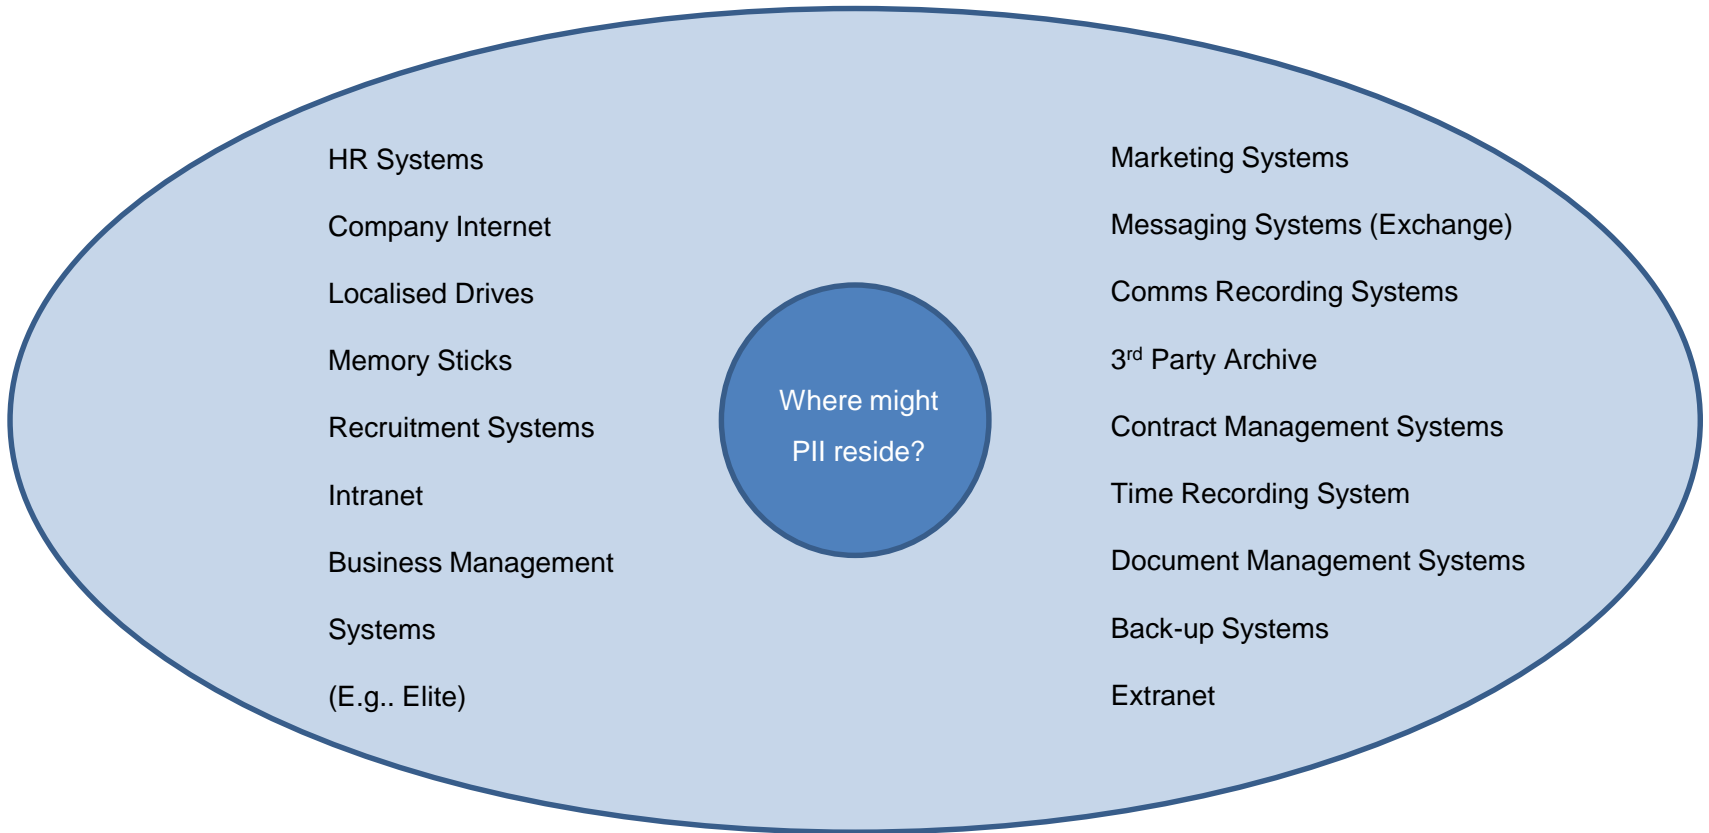 HR Systems
Company Internet
Localised Drives
Memory Sticks
Recruitment Systems
Intranet
Business Management
Systems
(E.g.. Elite)
Where might
PII reside?
Marketing Systems
Messaging Systems (Exchange)
Comms Recording Systems
3rd Party Archive
Contract Management Systems
Time Recording System
Document Management Systems
Back-up Systems
Extranet